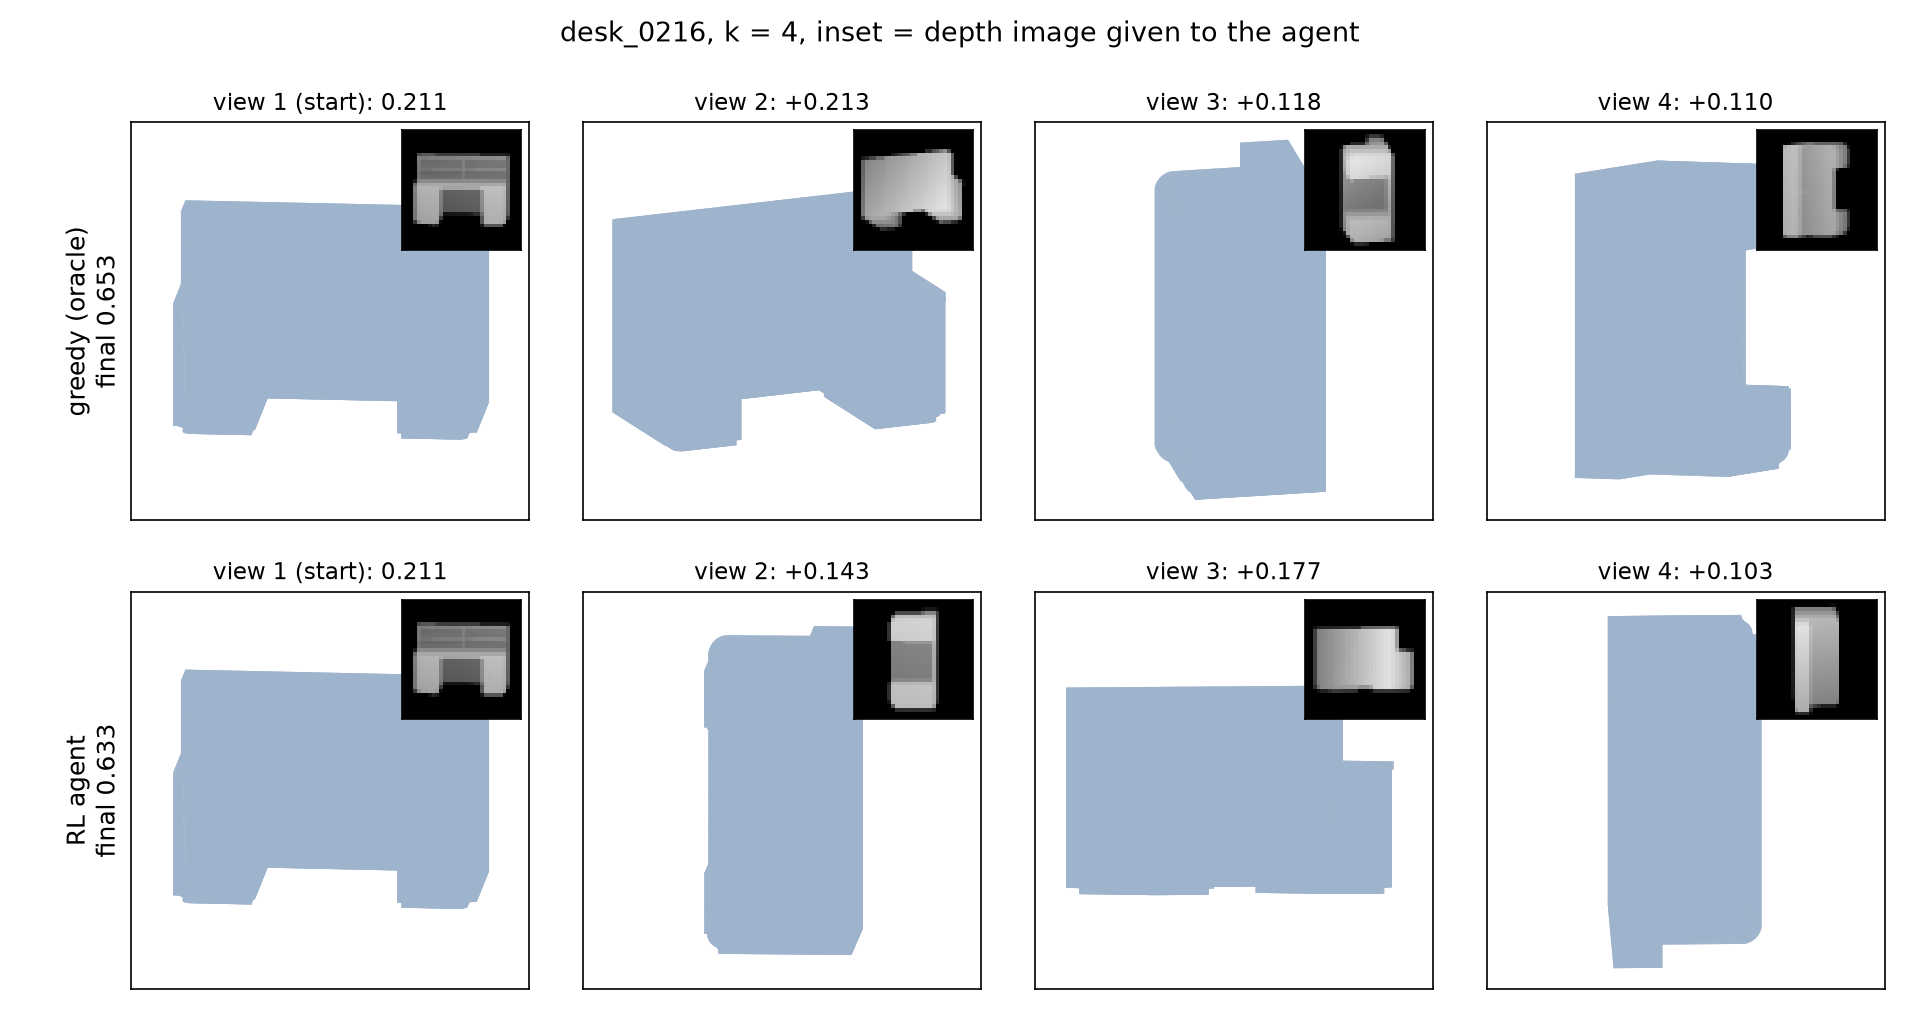 desk_0216, k = 4, inset = depth image given to the agent
view 1 (start): 0.211
view 2: +0.213
view 3: +0.118
view 4: +0.110
greedy (oracle)
final 0.653
view 1 (start): 0.211
view 2: +0.143
view 3: +0.177
view 4: +0.103
RL agent
final 0.633